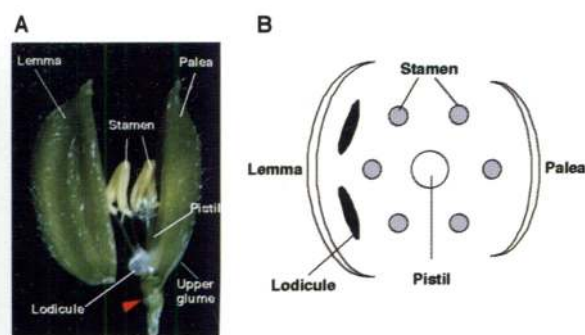 A
Lemma
Palea
Stamen
Pistil
Upper
glume
Lodicule
B
Stamen
Lemma
Palea
Lodicule
Pistil